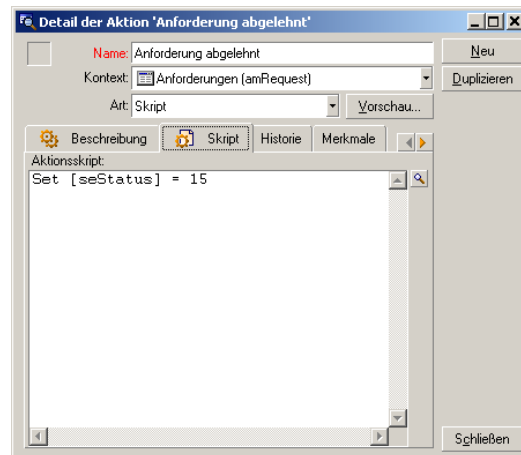 Detail der Aktion 'Anforderung abgelehnt'
Name: Anforderung abgelehnt
Neu
Kontext: Anforderungen (amRequest)
Duplizieren
Art: Skript
Vorschau...
Beschreibung Skript Historie Merkmale
Aktionsskript:
Set [seStatus] = 15
Schließen